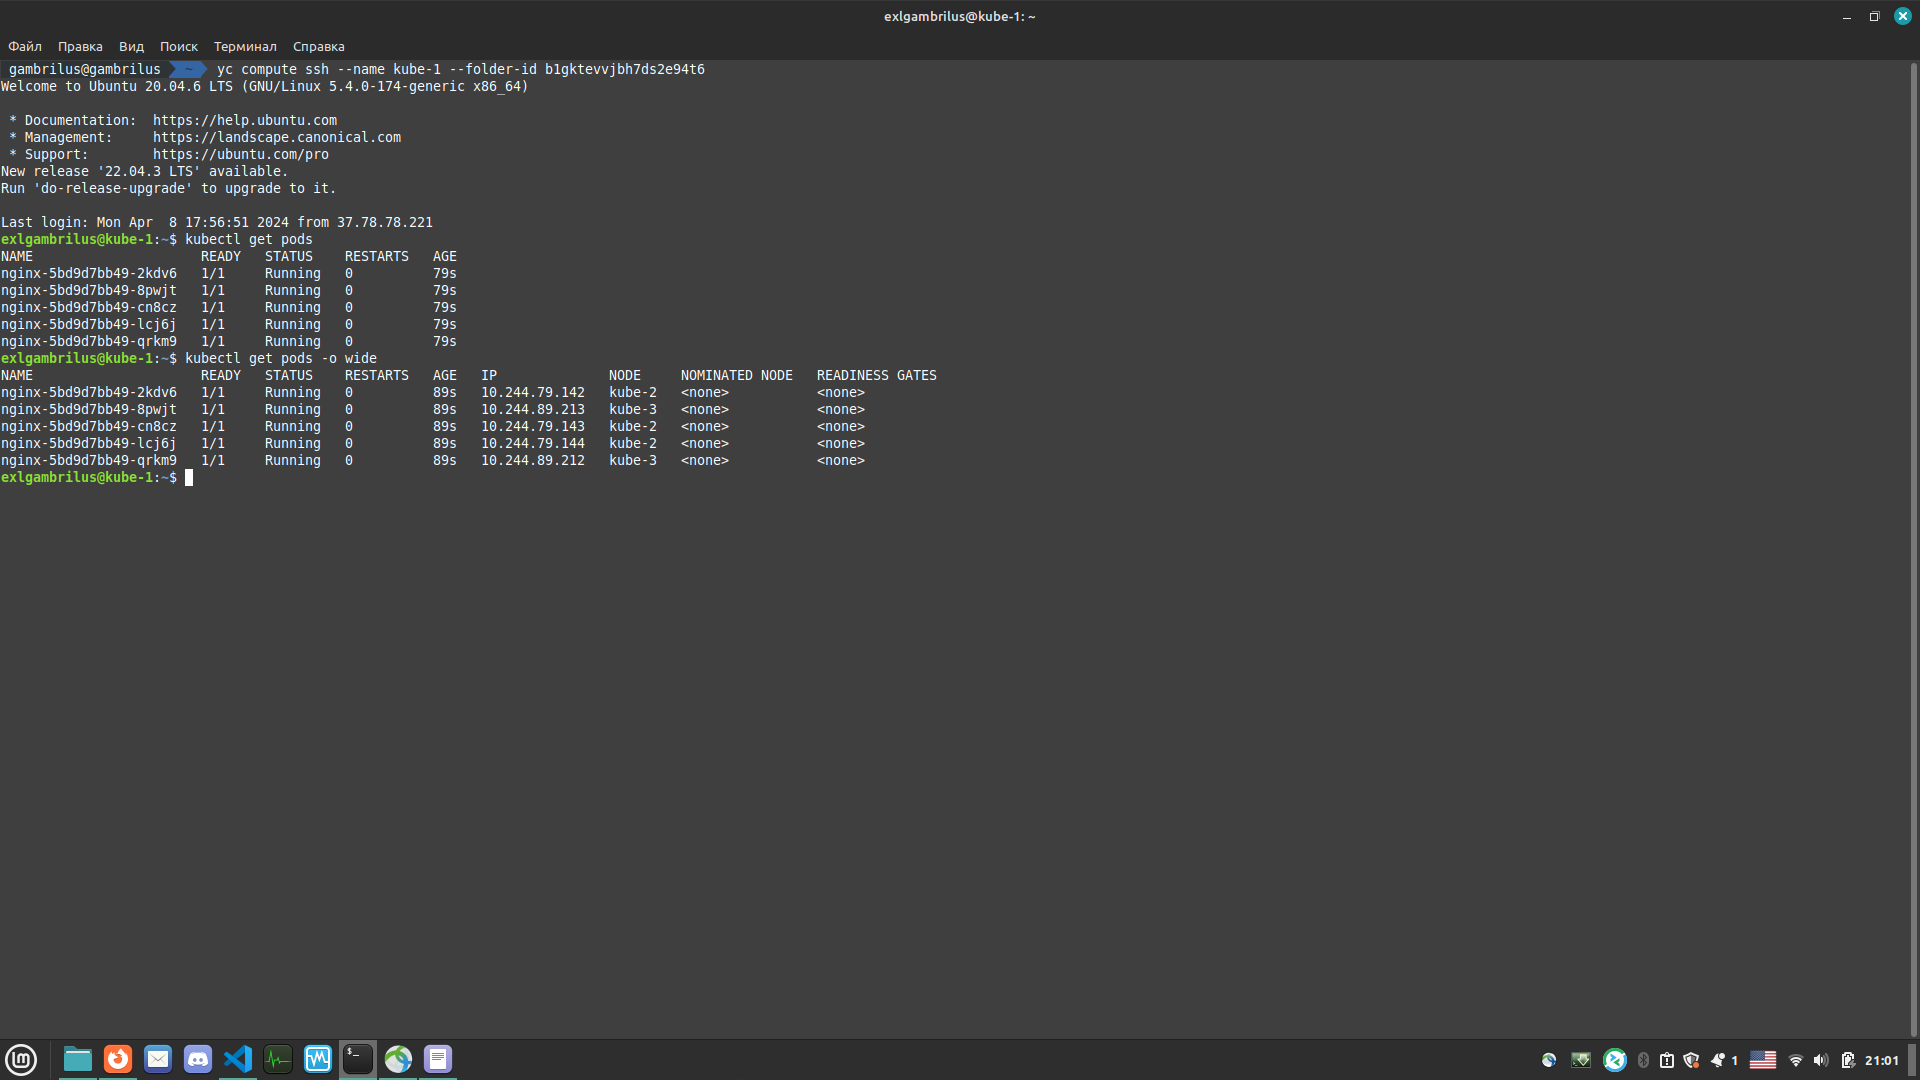 exlgambrilus@kube-1: ~
Файл Правка Вид Поиск Терминал Справка
gambrilus@gambrilus ~ yc compute ssh --name kube-1 --folder-id b1gktevvjbh7ds2e94t6
Welcome to Ubuntu 20.04.6 LTS (GNU/Linux 5.4.0-174-generic x86_64)
* Documentation: https://help.ubuntu.com
* Management: https://landscape.canonical.com
* Support: https://ubuntu.com/pro
New release '22.04.3 LTS' available.
Run 'do-release-upgrade' to upgrade to it.
Last login: Mon Apr 8 17:56:51 2024 from 37.78.78.221
exlgambrilus@kube-1:~$ kubectl get pods
NAME READY STATUS RESTARTS AGE
nginx-5bd9d7bb49-2kdv6 1/1 Running 0 79s
nginx-5bd9d7bb49-8pwjt 1/1 Running 0 79s
nginx-5bd9d7bb49-cn8cz 1/1 Running 0 79s
nginx-5bd9d7bb49-lcj6j 1/1 Running 0 79s
nginx-5bd9d7bb49-qrkm9 1/1 Running 0 79s
exlgambrilus@kube-1:~$ kubectl get pods -o wide
NAME READY STATUS RESTARTS AGE IP NODE NOMINATED NODE READINESS GATES
nginx-5bd9d7bb49-2kdv6 1/1 Running 0 89s 10.244.79.142 kube-2 <none> <none>
nginx-5bd9d7bb49-8pwjt 1/1 Running 0 89s 10.244.89.213 kube-3 <none> <none>
nginx-5bd9d7bb49-cn8cz 1/1 Running 0 89s 10.244.79.143 kube-2 <none> <none>
nginx-5bd9d7bb49-lcj6j 1/1 Running 0 89s 10.244.79.144 kube-2 <none> <none>
nginx-5bd9d7bb49-qrkm9 1/1 Running 0 89s 10.244.89.212 kube-3 <none> <none>
exlgambrilus@kube-1:~$
1 21:01